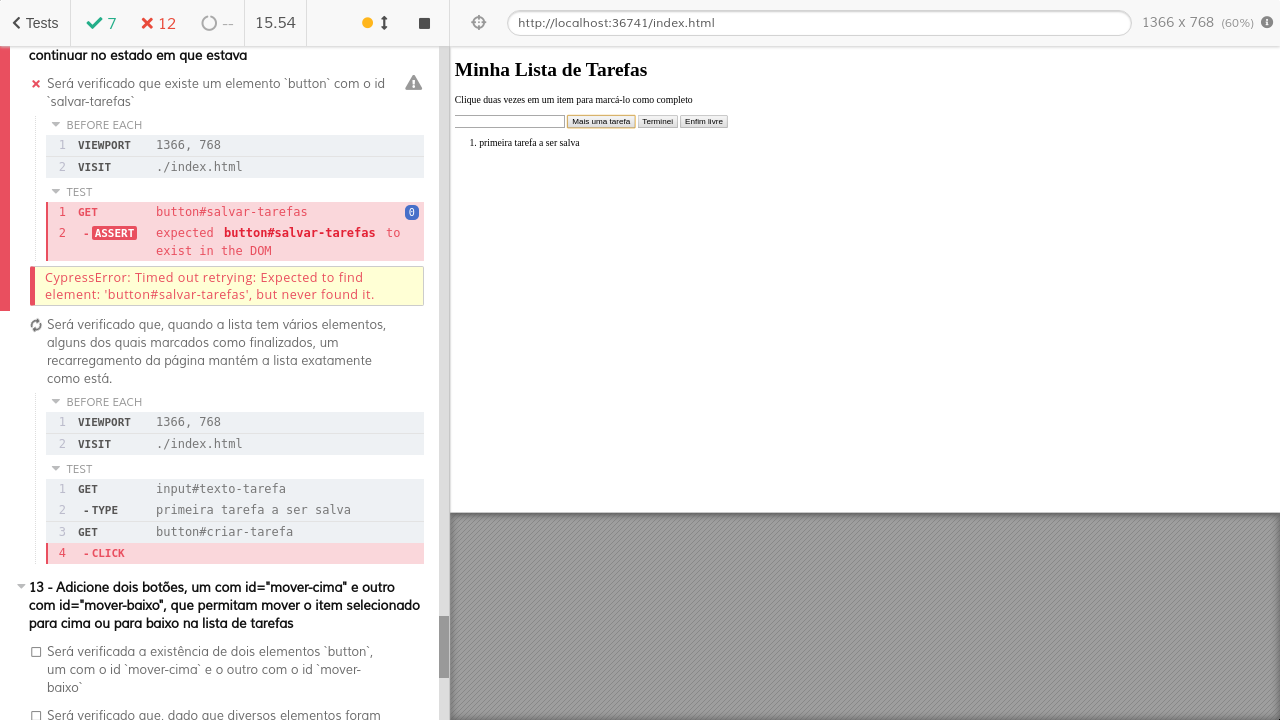 Tests
7
12
--
15.54
http://localhost:36741/index.html
1366 x 768 (60%)
continuar no estado em que estava
Será verificado que existe um elemento `button` com o id
`salvar-tarefas`
BEFORE EACH
1 VIEWPORT 1366, 768
2 VISIT ./index.html
TEST
1 GET button#salvar-tarefas 0
2 -ASSERT expected button#salvar-tarefas to
exist in the DOM
CypressError: Timed out retrying: Expected to find
element: 'button#salvar-tarefas', but never found it.
Será verificado que, quando a lista tem vários elementos,
alguns dos quais marcados como finalizados, um
recarregamento da página mantém a lista exatamente
como está.
BEFORE EACH
1 VIEWPORT 1366, 768
2 VISIT ./index.html
TEST
1 GET input#texto-tarefa
2 -TYPE primeira tarefa a ser salva
3 GET button#criar-tarefa
4 -CLICK
13 - Adicione dois botões, um com id="mover-cima" e outro
com id="mover-baixo", que permitam mover o item selecionado
para cima ou para baixo na lista de tarefas
Será verificada a existência de dois elementos `button`,
um com o id `mover-cima` e o outro com o id `mover-
baixo`
Será verificado que, dado que diversos elementos foram
Minha Lista de Tarefas
Clique duas vezes em um item para marcá-lo como completo
Mais uma tarefa Terminei Enfim livre
1. primeira tarefa a ser salva